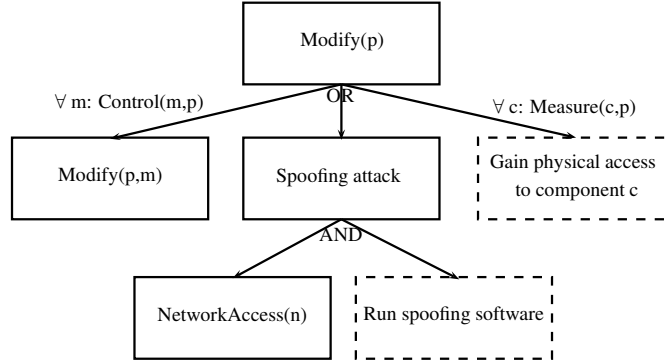 Modify(p)
OR
∀ m: Control(m,p)
∀ c: Measure(c,p)
Modify(p,m)
Spoofing attack
Gain physical access
to component c
AND
NetworkAccess(n)
Run spoofing software